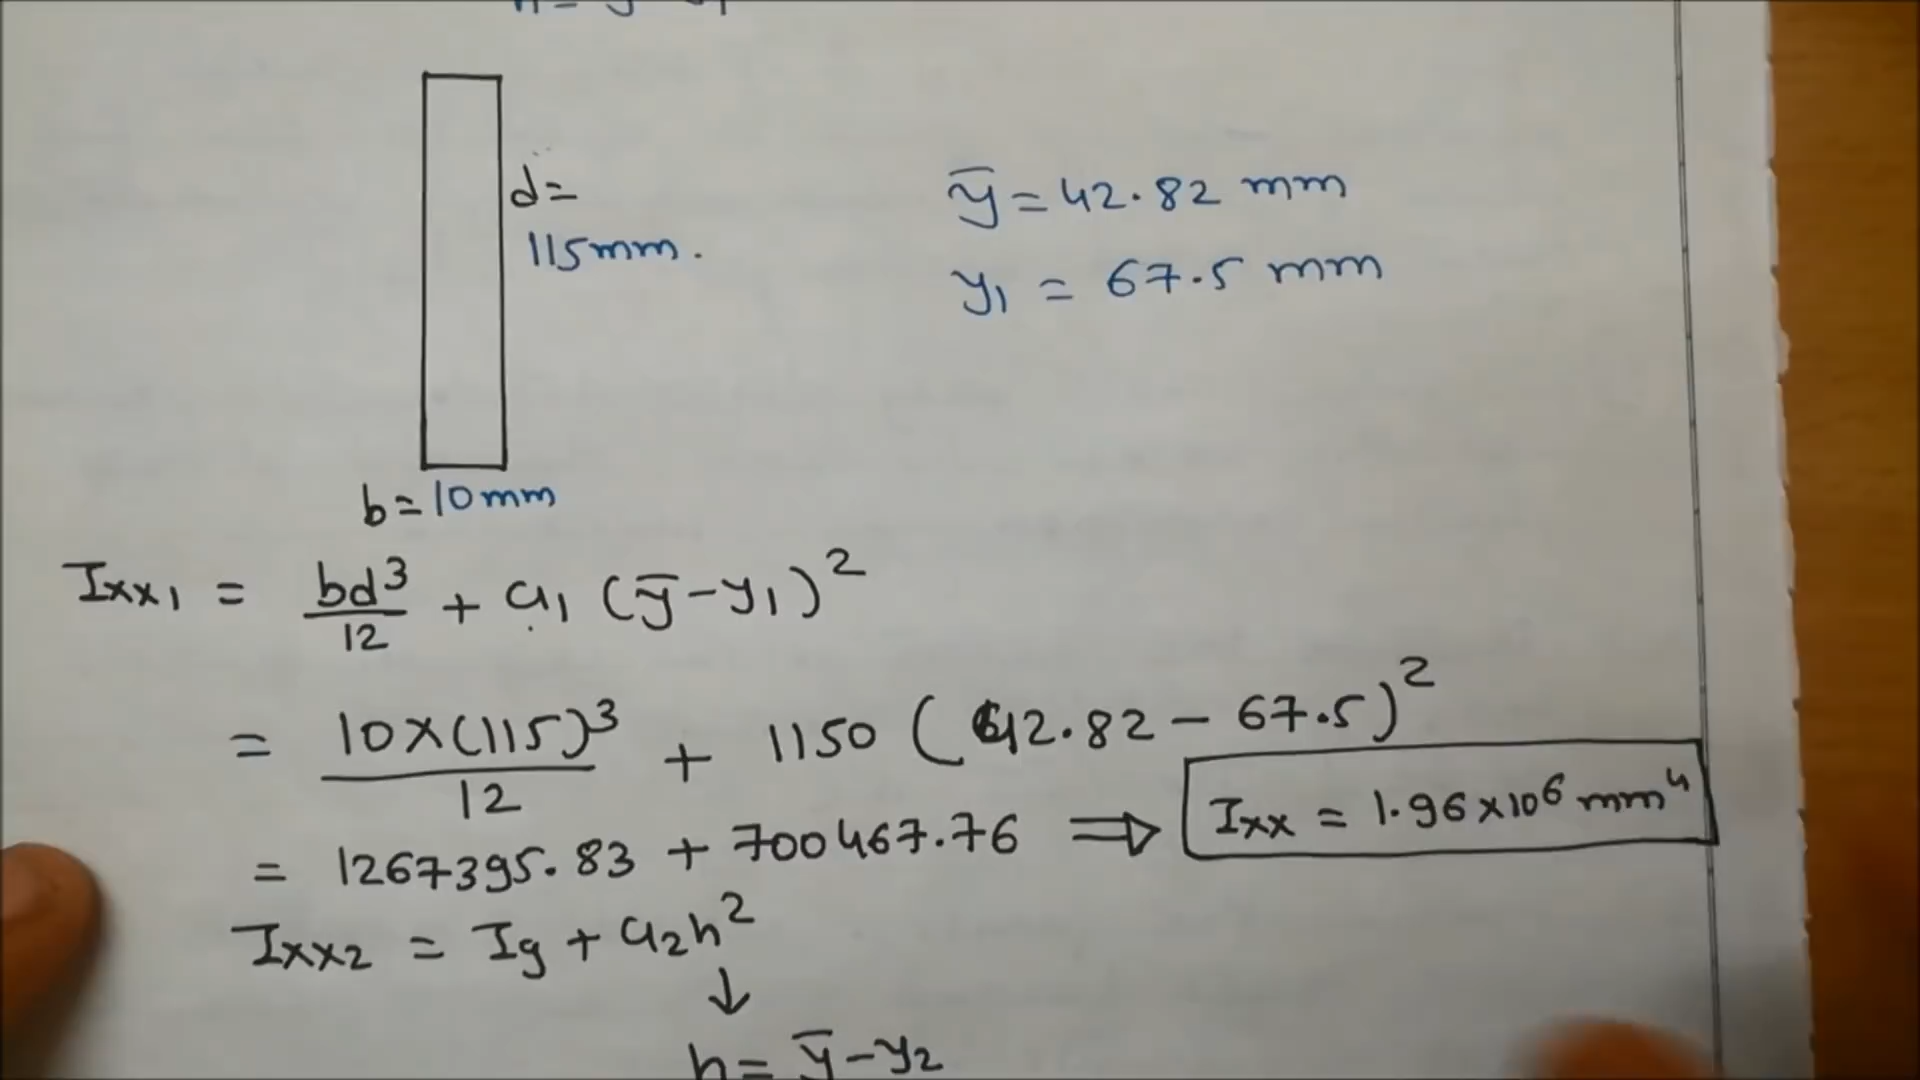 d=
115mm.
b=10mm
ȳ=42.82 mm
y₁ = 67.5 mm
Ixx₁ = bd³/12 + a₁ (ȳ-y₁)²
= 10×(115)³/12 + 1150 (42.82 - 67.5)²
= 1267395.83 + 700467.76 ⇒ Ixx = 1.96×10⁶ mm⁴
Ixx₂ = Ig + a₂h²
↓
h= ȳ-y₂